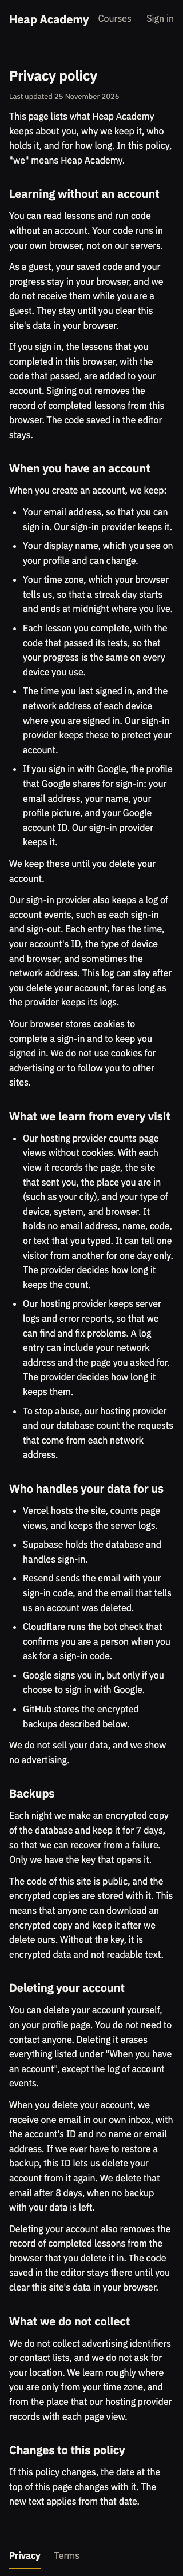 Heap Academy Courses Sign in
Privacy policy
Last updated 25 November 2026
This page lists what Heap Academy
keeps about you, why we keep it, who
holds it, and for how long. In this policy,
"we" means Heap Academy.
Learning without an account
You can read lessons and run code
without an account. Your code runs in
your own browser, not on our servers.
As a guest, your saved code and your
progress stay in your browser, and we
do not receive them while you are a
guest. They stay until you clear this
site's data in your browser.
If you sign in, the lessons that you
completed in this browser, with the
code that passed, are added to your
account. Signing out removes the
record of completed lessons from this
browser. The code saved in the editor
stays.
When you have an account
When you create an account, we keep:
• Your email address, so that you can
sign in. Our sign-in provider keeps it.
• Your display name, which you see on
your profile and can change.
• Your time zone, which your browser
tells us, so that a streak day starts
and ends at midnight where you live.
• Each lesson you complete, with the
code that passed its tests, so that
your progress is the same on every
device you use.
• The time you last signed in, and the
network address of each device
where you are signed in. Our sign-in
provider keeps these to protect your
account.
• If you sign in with Google, the profile
that Google shares for sign-in: your
email address, your name, your
profile picture, and your Google
account ID. Our sign-in provider
keeps it.
We keep these until you delete your
account.
Our sign-in provider also keeps a log of
account events, such as each sign-in
and sign-out. Each entry has the time,
your account's ID, the type of device
and browser, and sometimes the
network address. This log can stay after
you delete your account, for as long as
the provider keeps its logs.
Your browser stores cookies to
complete a sign-in and to keep you
signed in. We do not use cookies for
advertising or to follow you to other
sites.
What we learn from every visit
• Our hosting provider counts page
views without cookies. With each
view it records the page, the site
that sent you, the place you are in
(such as your city), and your type of
device, system, and browser. It
holds no email address, name, code,
or text that you typed. It can tell one
visitor from another for one day only.
The provider decides how long it
keeps the count.
• Our hosting provider keeps server
logs and error reports, so that we
can find and fix problems. A log
entry can include your network
address and the page you asked for.
The provider decides how long it
keeps them.
• To stop abuse, our hosting provider
and our database count the requests
that come from each network
address.
Who handles your data for us
• Vercel hosts the site, counts page
views, and keeps the server logs.
• Supabase holds the database and
handles sign-in.
• Resend sends the email with your
sign-in code, and the email that tells
us an account was deleted.
• Cloudflare runs the bot check that
confirms you are a person when you
ask for a sign-in code.
• Google signs you in, but only if you
choose to sign in with Google.
• GitHub stores the encrypted
backups described below.
We do not sell your data, and we show
no advertising.
Backups
Each night we make an encrypted copy
of the database and keep it for 7 days,
so that we can recover from a failure.
Only we have the key that opens it.
The code of this site is public, and the
encrypted copies are stored with it. This
means that anyone can download an
encrypted copy and keep it after we
delete ours. Without the key, it is
encrypted data and not readable text.
Deleting your account
You can delete your account yourself,
on your profile page. You do not need to
contact anyone. Deleting it erases
everything listed under "When you have
an account", except the log of account
events.
When you delete your account, we
receive one email in our own inbox, with
the account's ID and no name or email
address. If we ever have to restore a
backup, this ID lets us delete your
account from it again. We delete that
email after 8 days, when no backup
with your data is left.
Deleting your account also removes the
record of completed lessons from the
browser that you delete it in. The code
saved in the editor stays there until you
clear this site's data in your browser.
What we do not collect
We do not collect advertising identifiers
or contact lists, and we do not ask for
your location. We learn roughly where
you are only from your time zone, and
from the place that our hosting provider
records with each page view.
Changes to this policy
If this policy changes, the date at the
top of this page changes with it. The
new text applies from that date.
Privacy Terms